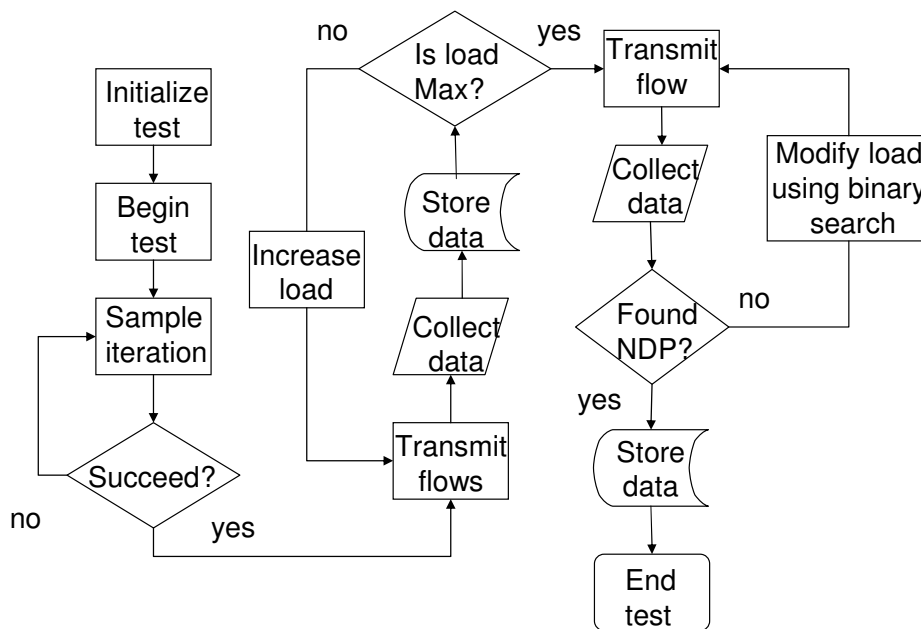 Initialize
test
Begin
test
Sample
iteration
Succeed?
no
yes
Transmit
flows
Collect
data
Store
data
Is load
Max?
no
yes
Increase
load
Transmit
flow
Collect
data
Found
NDP?
no
Modify load
using binary
search
yes
Store
data
End
test